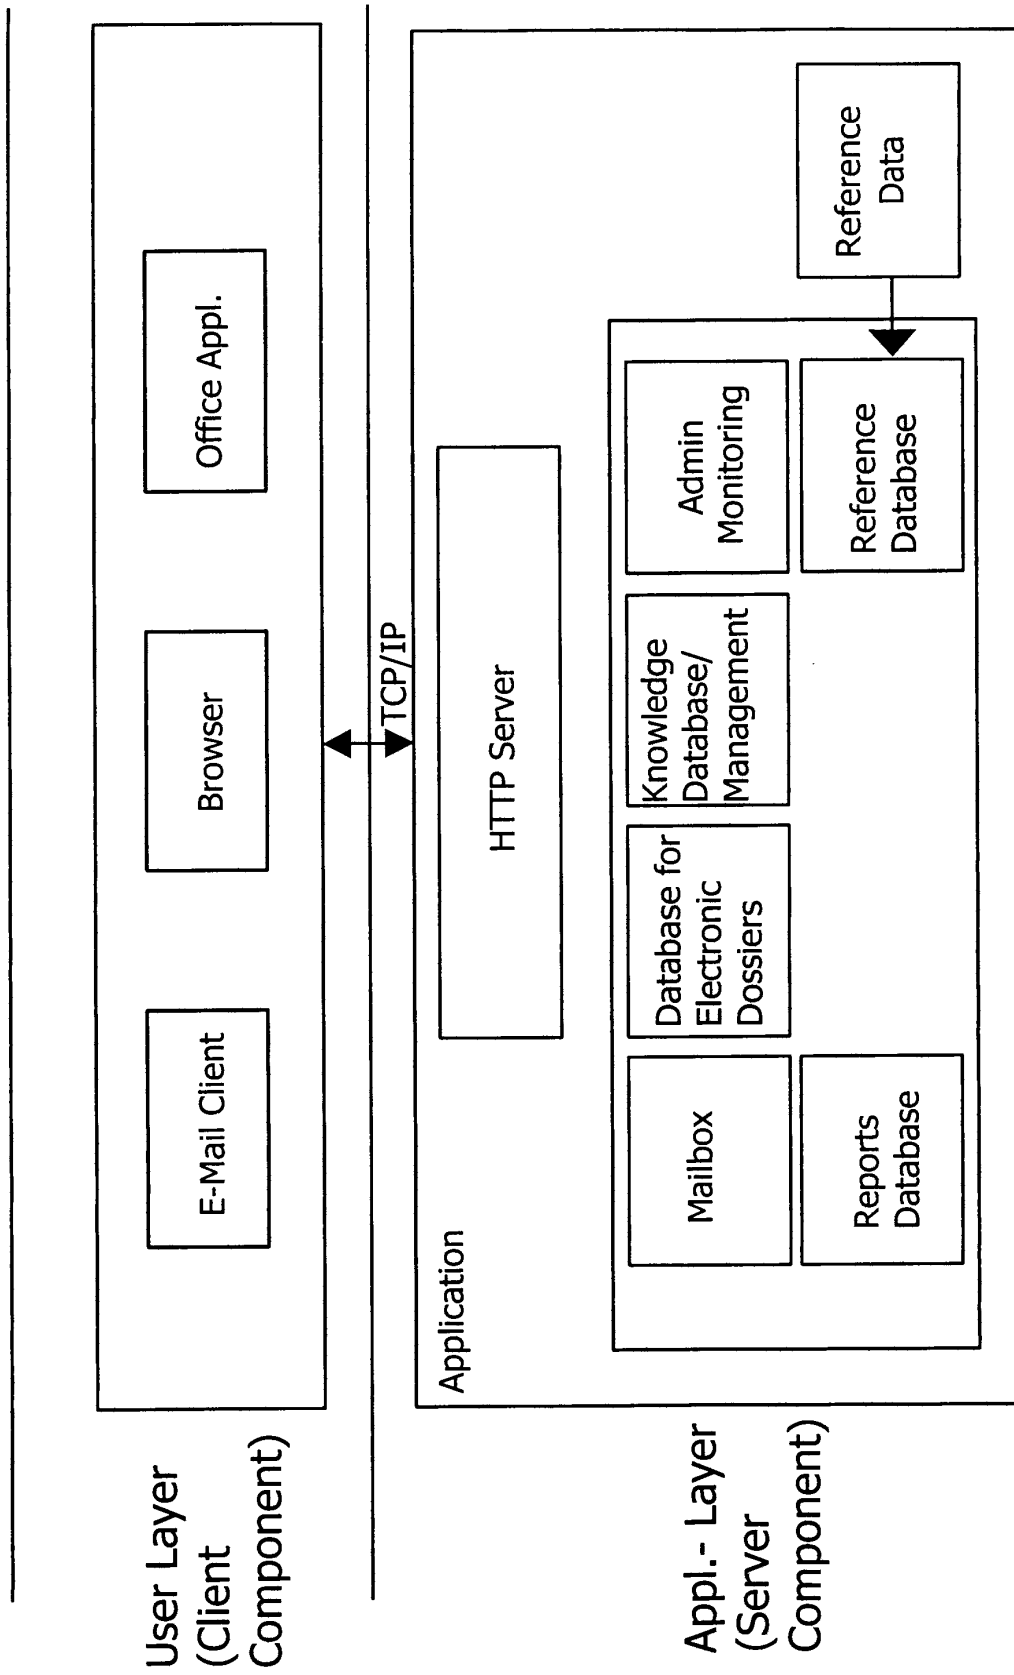 User Layer
(Client
Component)
E-Mail Client
Browser
Office Appl.
TCP/IP
Appl.- Layer
(Server
Component)
Application
HTTP Server
Mailbox
Database for
Electronic
Dossiers
Knowledge
Database/
Management
Admin
Monitoring
Reports
Database
Reference
Database
Reference
Data